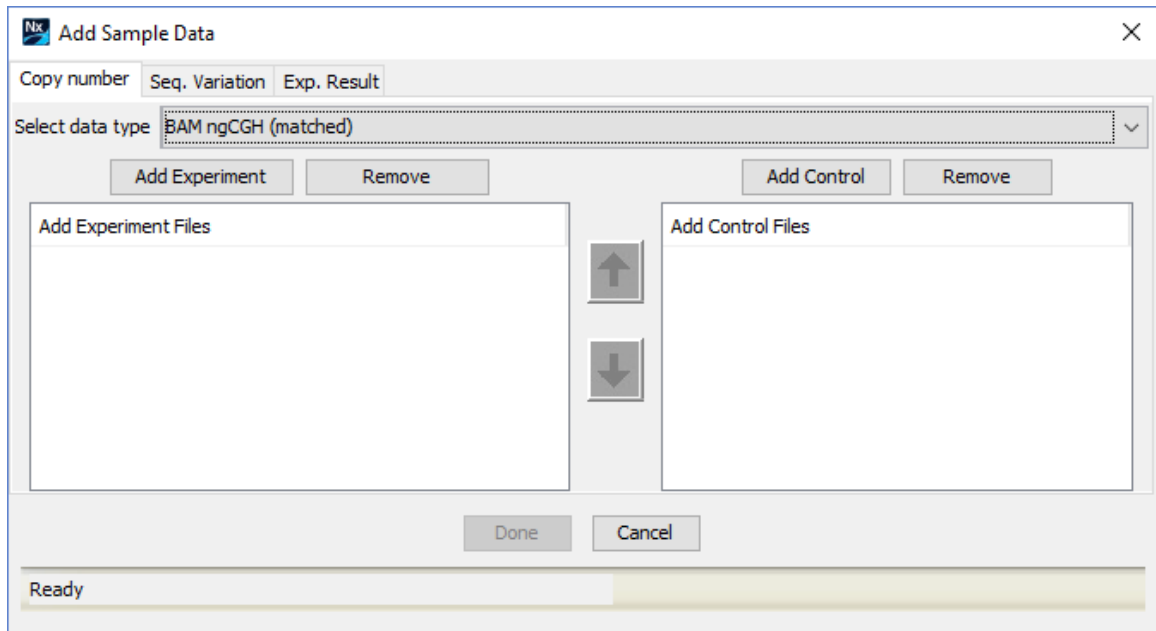 Nx Add Sample Data
Copy number Seq. Variation Exp. Result
Select data type BAM ngCGH (matched)
Add Experiment Remove Add Control Remove
Add Experiment Files Add Control Files
Done Cancel
Ready